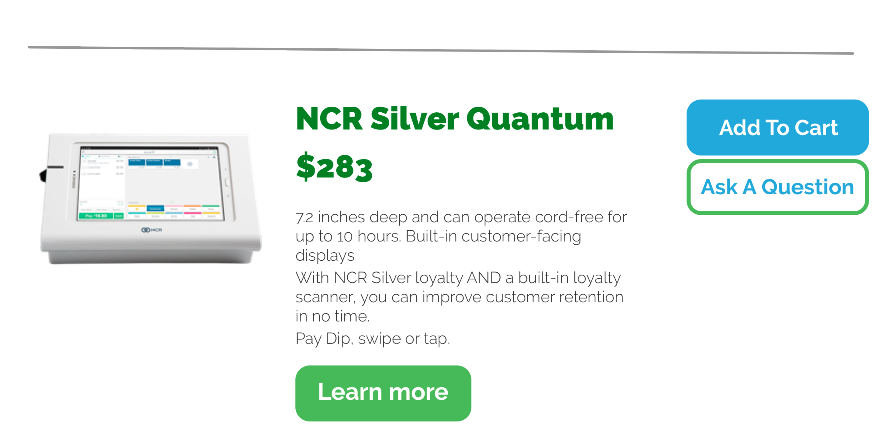 NCR Silver Quantum
$283
7.2 inches deep and can operate cord-free for
up to 10 hours. Built-in customer-facing
displays
With NCR Silver loyalty AND a built-in loyalty
scanner, you can improve customer retention
in no time.
Pay Dip, swipe or tap.
Learn more
Add To Cart
Ask A Question
NCR